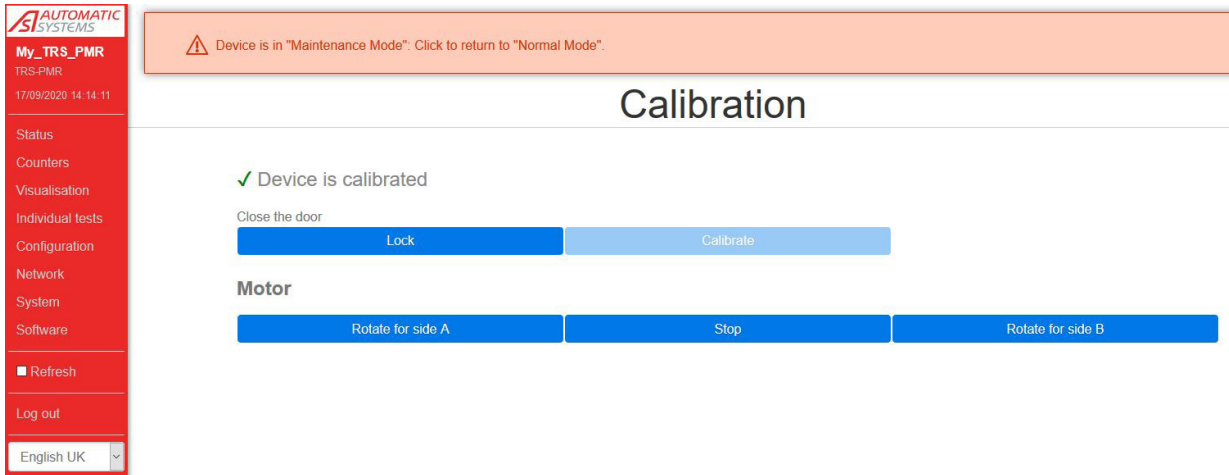 AUTOMATIC
SYSTEMS
My_TRS_PMR
TRS-PMR
17/09/2020 14:14:11
Status
Counters
Visualisation
Individual tests
Configuration
Network
System
Software
Refresh
Log out
English UK
Device is in "Maintenance Mode": Click to return to "Normal Mode".
Calibration
✓ Device is calibrated
Close the door
Lock Calibrate
Motor
Rotate for side A Stop Rotate for side B